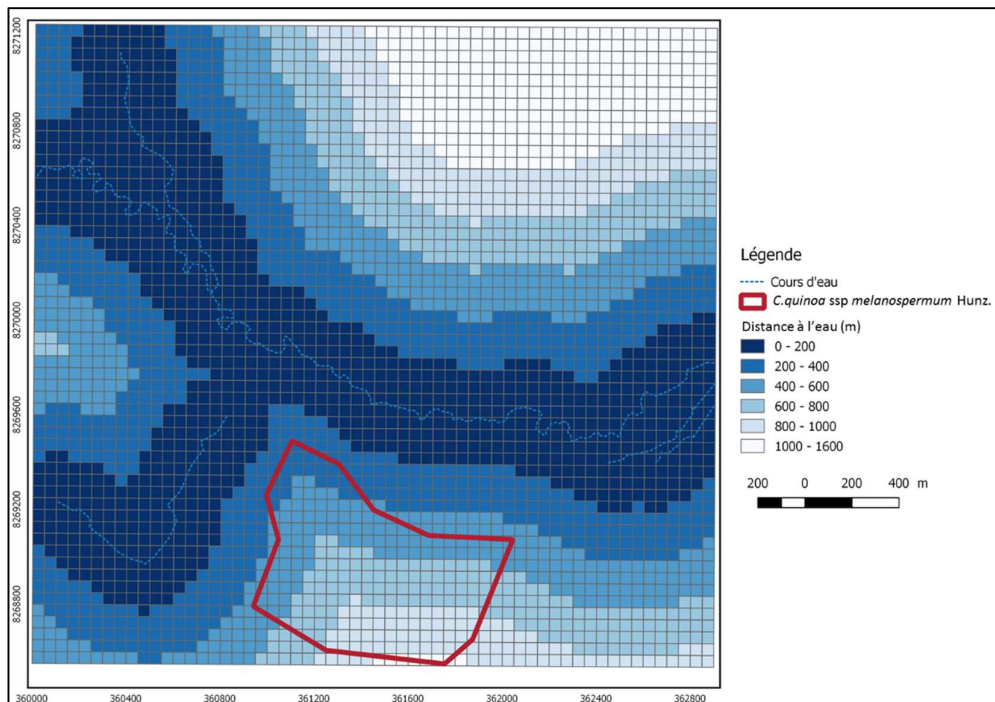 8271200
8270800
8270400
8270000
8269600
8269200
8268800
360000 360400 360800 361200 361600 362000 362400 362800
Légende
Cours d'eau
C.quinoa ssp melanospermum Hunz.
Distance à l'eau (m)
0 - 200
200 - 400
400 - 600
600 - 800
800 - 1000
1000 - 1600
200 0 200 400 m